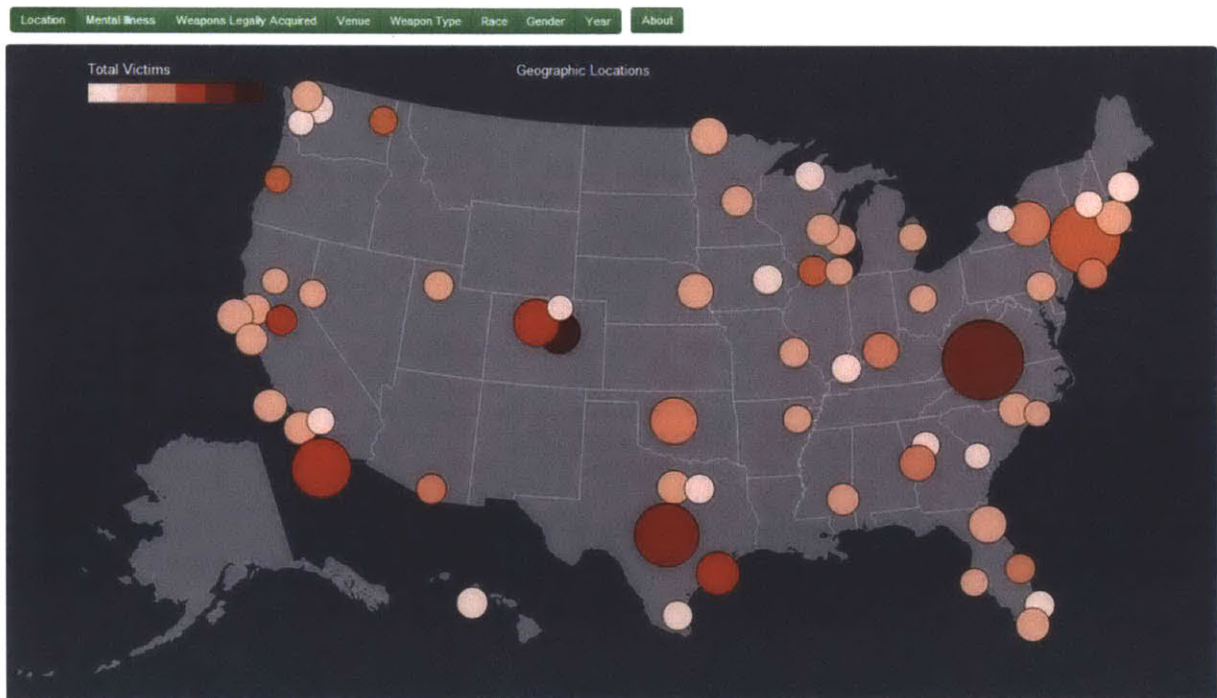 Location Mental Illness Weapons Legally Acquired Venue Weapon Type Race Gender Year About
Total Victims
Geographic Locations